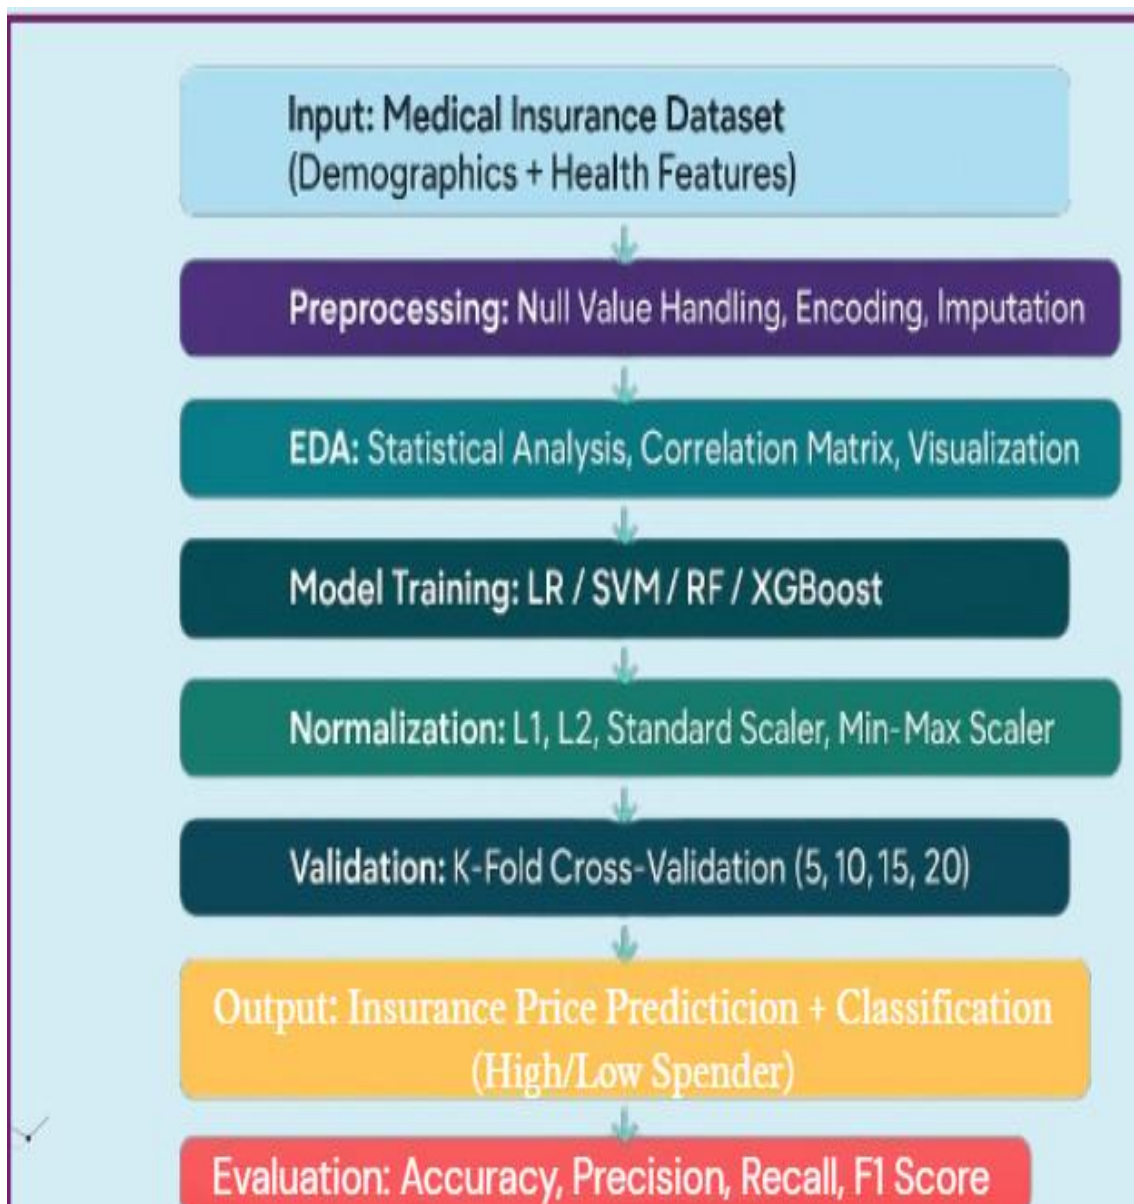 Input: Medical Insurance Dataset
(Demographics + Health Features)
Preprocessing: Null Value Handling, Encoding, Imputation
EDA: Statistical Analysis, Correlation Matrix, Visualization
Model Training: LR / SVM / RF / XGBoost
Normalization: L1, L2, Standard Scaler, Min-Max Scaler
Validation: K-Fold Cross-Validation (5, 10, 15, 20)
Output: Insurance Price Predicticion + Classification
(High/Low Spender)
Evaluation: Accuracy, Precision, Recall, F1 Score